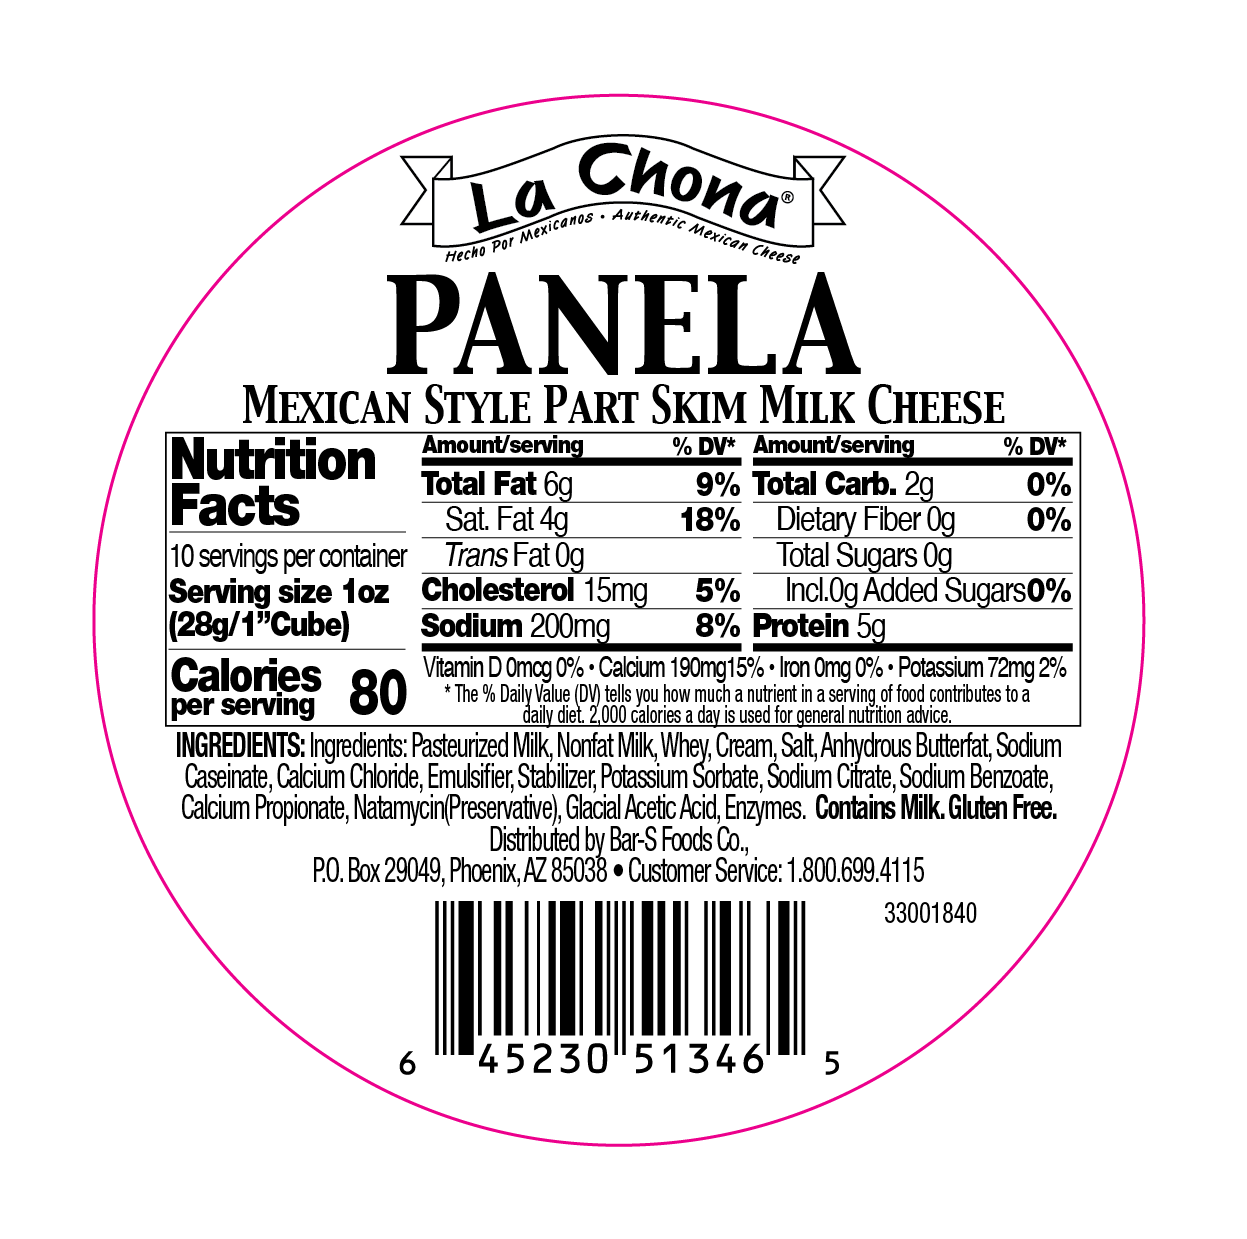 La Chona®
Hecho Por Mexicanos • Authentic Mexican Cheese
PANELA
MEXICAN STYLE PART SKIM MILK CHEESE
Nutrition
Facts
10 servings per container
Serving size 1oz
(28g/1”Cube)
Calories
per serving 80
Amount/serving % DV*
Total Fat 6g 9%
Sat. Fat 4g 18%
Trans Fat 0g
Cholesterol 15mg 5%
Sodium 200mg 8%
Amount/serving % DV*
Total Carb. 2g 0%
Dietary Fiber 0g 0%
Total Sugars 0g
Incl.0g Added Sugars 0%
Protein 5g
Vitamin D 0mcg 0% • Calcium 190mg15% • Iron 0mg 0% • Potassium 72mg 2%
* The % Daily Value (DV) tells you how much a nutrient in a serving of food contributes to a
daily diet. 2,000 calories a day is used for general nutrition advice.
INGREDIENTS: Ingredients: Pasteurized Milk, Nonfat Milk, Whey, Cream, Salt, Anhydrous Butterfat, Sodium
Caseinate, Calcium Chloride, Emulsifier, Stabilizer, Potassium Sorbate, Sodium Citrate, Sodium Benzoate,
Calcium Propionate, Natamycin(Preservative), Glacial Acetic Acid, Enzymes. Contains Milk. Gluten Free.
Distributed by Bar-S Foods Co.,
P.O. Box 29049, Phoenix, AZ 85038 • Customer Service: 1.800.699.4115
33001840
6 45230 51346 5